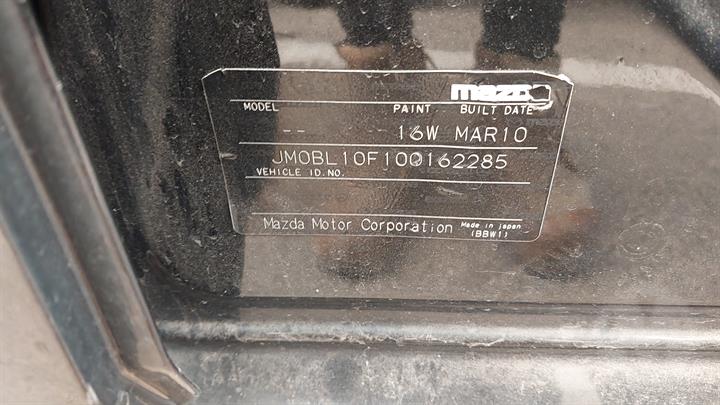 mazda
MODEL PAINT BUILT DATE
-- 16W MAR10
JM0BL10F100162285
VEHICLE ID.NO.
Mazda Motor Corporation Made in Japan
(BBW1)